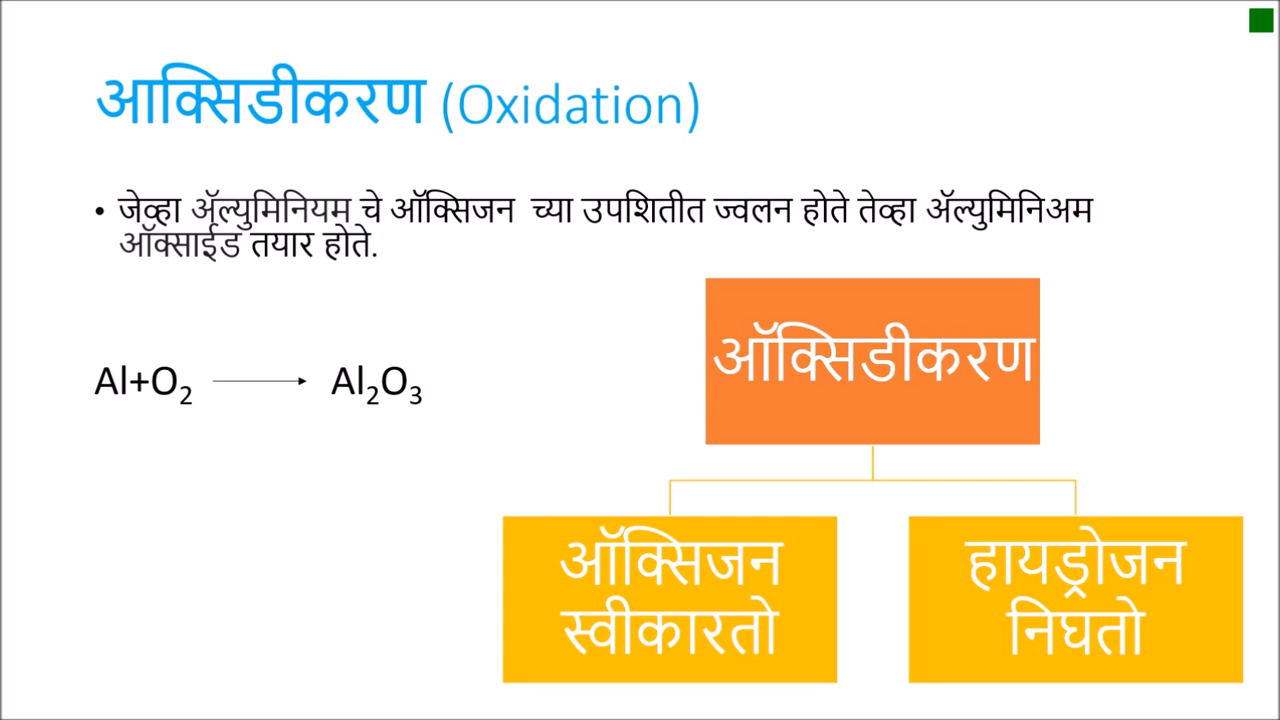 आक्सिडीकरण (Oxidation)
• जेव्हा ॲल्युमिनियम चे ऑक्सिजन च्या उपशितीत ज्वलन होते तेव्हा ॲल्युमिनिअम
ऑक्साईड तयार होते.
Al+O₂ ⟶ Al₂O₃
ऑक्सिडीकरण
ऑक्सिजन
स्वीकारतो
हायड्रोजन
निघतो